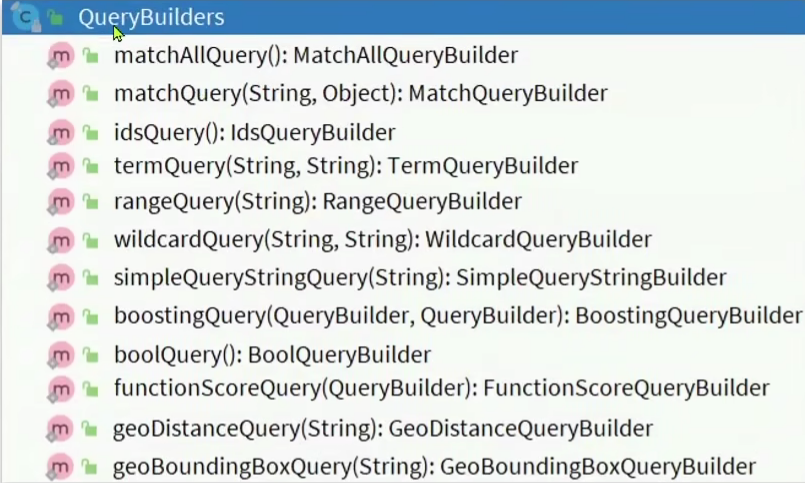 QueryBuilders
matchAllQuery(): MatchAllQueryBuilder
matchQuery(String, Object): MatchQueryBuilder
idsQuery(): IdsQueryBuilder
termQuery(String, String): TermQueryBuilder
rangeQuery(String): RangeQueryBuilder
wildcardQuery(String, String): WildcardQueryBuilder
simpleQueryStringQuery(String): SimpleQueryStringBuilder
boostingQuery(QueryBuilder, QueryBuilder): BoostingQueryBuilder
boolQuery(): BoolQueryBuilder
functionScoreQuery(QueryBuilder): FunctionScoreQueryBuilder
geoDistanceQuery(String): GeoDistanceQueryBuilder
geoBoundingBoxQuery(String): GeoBoundingBoxQueryBuilder